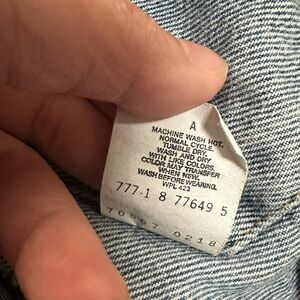 A
MACHINE WASH HOT.
NORMAL CYCLE.
TUMBLE DRY.
WASH AND DRY
WITH LIKE COLORS.
COLOR MAY TRANSFER
WHEN NEW.
WASH BEFORE WEARING.
WPL 423
777-1 8 77649 5
0218